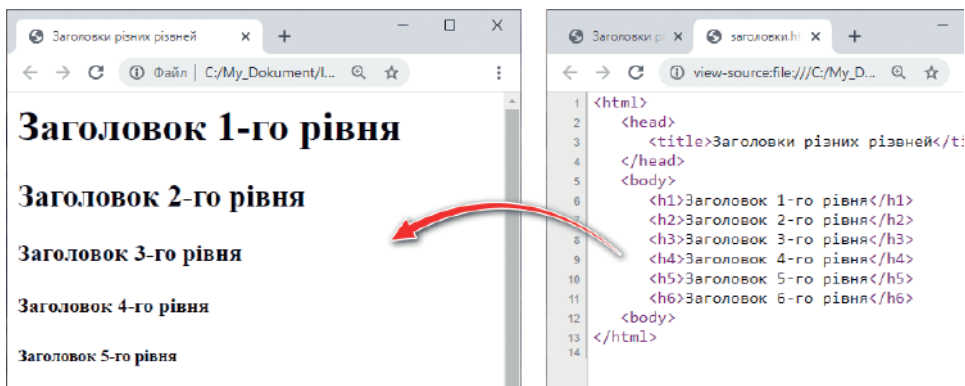 Заголовки різних різвней
Файл | C:/My_Dokument/I...
Заголовок 1-го рівня
Заголовок 2-го рівня
Заголовок 3-го рівня
Заголовок 4-го рівня
Заголовок 5-го рівня
Заголовки рі заголовки.ht
view-source:file:///C:/My_D...
1 <html>
2 <head>
3 <title>Заголовки різних різвней</ti
4 </head>
5 <body>
6 <h1>Заголовок 1-го рівня</h1>
7 <h2>Заголовок 2-го рівня</h2>
8 <h3>Заголовок 3-го рівня</h3>
9 <h4>Заголовок 4-го рівня</h4>
10 <h5>Заголовок 5-го рівня</h5>
11 <h6>Заголовок 6-го рівня</h6>
12 <body>
13 </html>
14